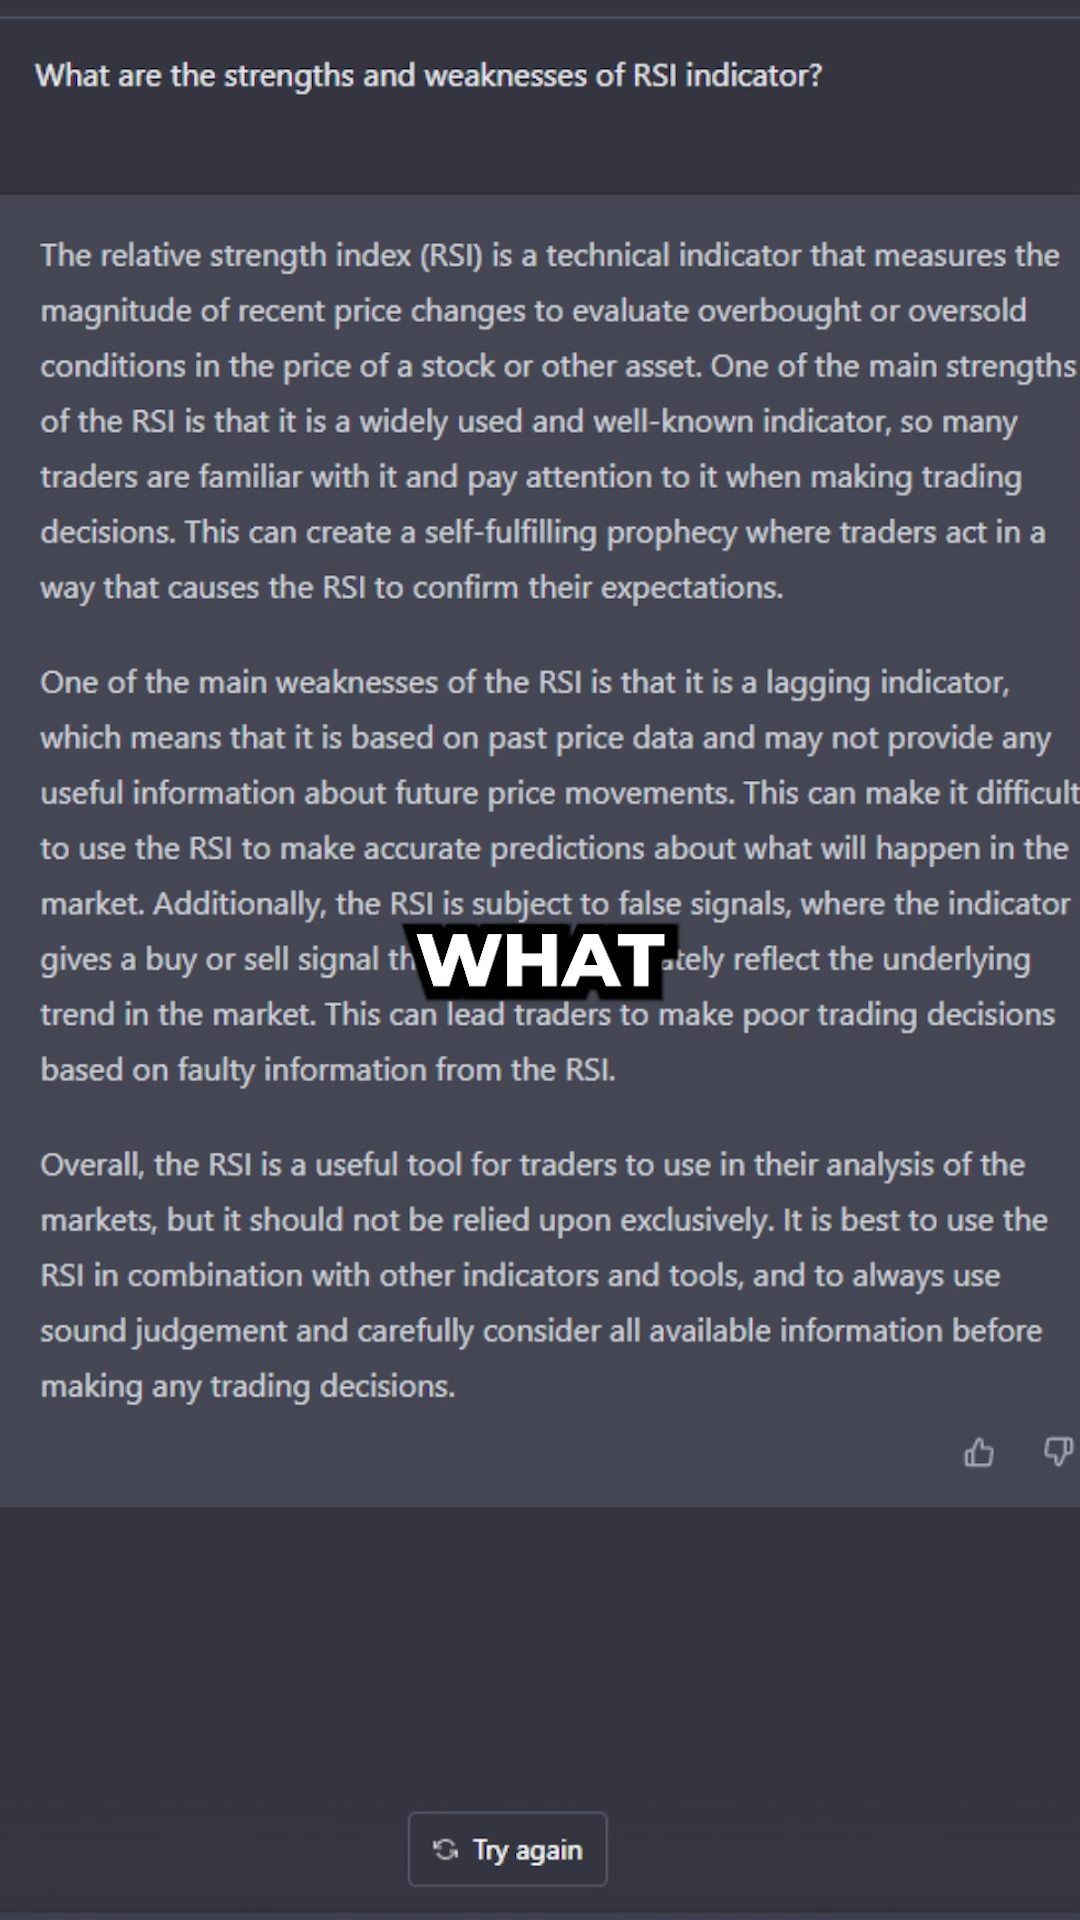 What are the strengths and weaknesses of RSI indicator?
The relative strength index (RSI) is a technical indicator that measures the
magnitude of recent price changes to evaluate overbought or oversold
conditions in the price of a stock or other asset. One of the main strengths
of the RSI is that it is a widely used and well-known indicator, so many
traders are familiar with it and pay attention to it when making trading
decisions. This can create a self-fulfilling prophecy where traders act in a
way that causes the RSI to confirm their expectations.
One of the main weaknesses of the RSI is that it is a lagging indicator,
which means that it is based on past price data and may not provide any
useful information about future price movements. This can make it difficult
to use the RSI to make accurate predictions about what will happen in the
market. Additionally, the RSI is subject to false signals, where the indicator
gives a buy or sell signal WHAT reflect the underlying
trend in the market. This can lead traders to make poor trading decisions
based on faulty information from the RSI.
Overall, the RSI is a useful tool for traders to use in their analysis of the
markets, but it should not be relied upon exclusively. It is best to use the
RSI in combination with other indicators and tools, and to always use
sound judgement and carefully consider all available information before
making any trading decisions.
Try again